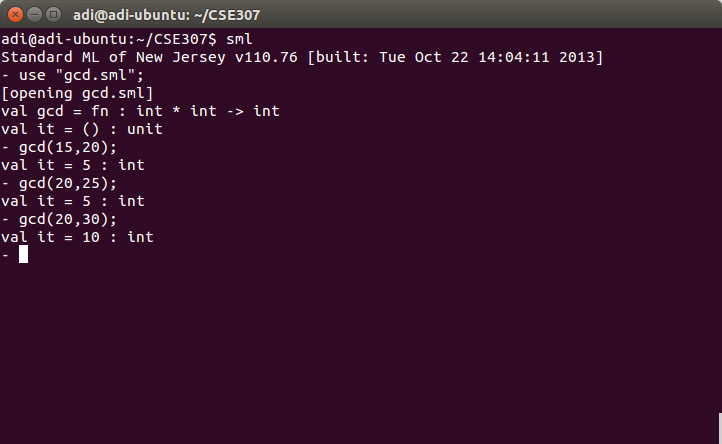 adi@adi-ubuntu: ~/CSE307
adi@adi-ubuntu:~/CSE307$ sml
Standard ML of New Jersey v110.76 [built: Tue Oct 22 14:04:11 2013]
- use "gcd.sml";
[opening gcd.sml]
val gcd = fn : int * int -> int
val it = () : unit
- gcd(15,20);
val it = 5 : int
- gcd(20,25);
val it = 5 : int
- gcd(20,30);
val it = 10 : int
-